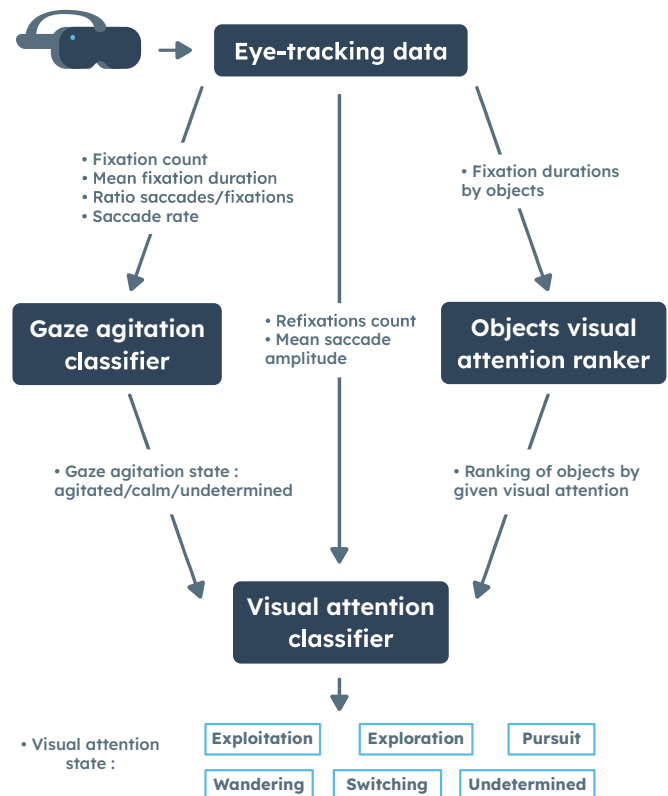 Eye-tracking data
• Fixation count
• Mean fixation duration
• Ratio saccades/fixations
• Saccade rate
• Fixation durations
by objects
Gaze agitation
classifier
• Refixations count
• Mean saccade
amplitude
Objects visual
attention ranker
• Gaze agitation state :
agitated/calm/undetermined
• Ranking of objects by
given visual attention
Visual attention
classifier
• Visual attention
state :
Exploitation
Exploration
Pursuit
Wandering
Switching
Undetermined